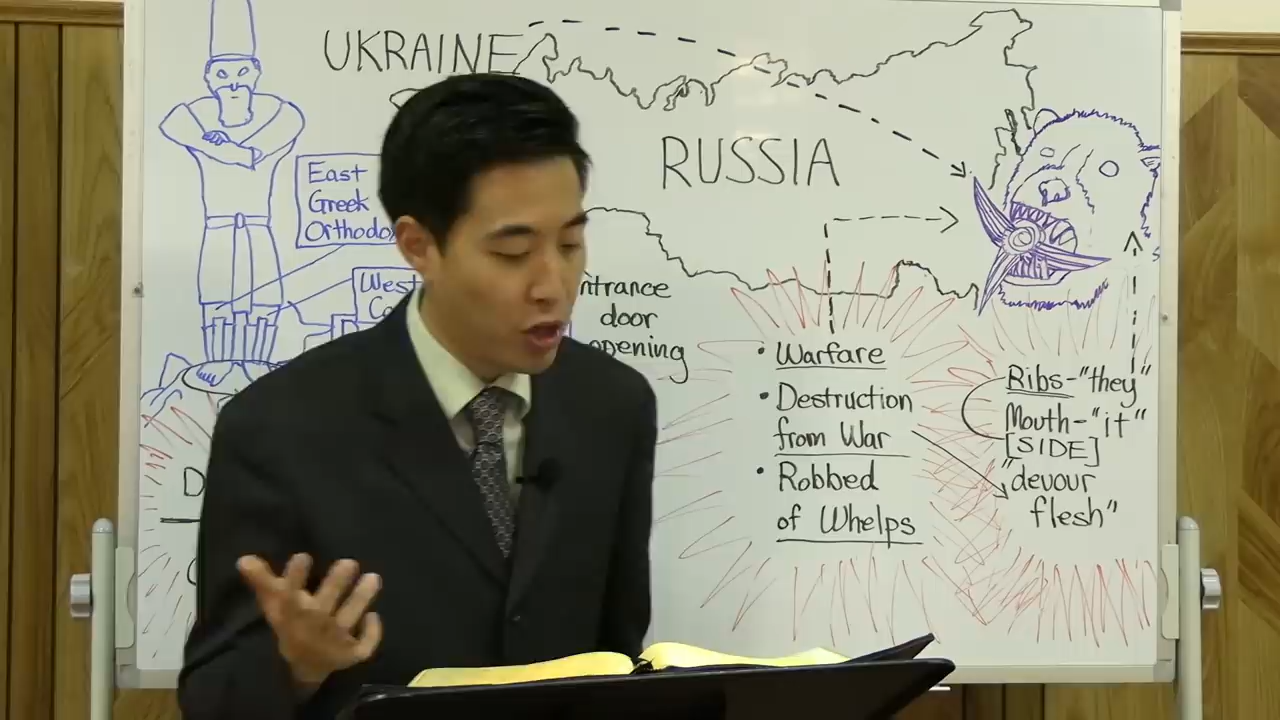 UKRAINE
RUSSIA
East
Greek
Orthodo
West
ntrance
door
opening
• Warfare
• Destruction
from War
• Robbed
of Whelps
Ribs-"they"
Mouth-"it"
[SIDE]
"devour
flesh"